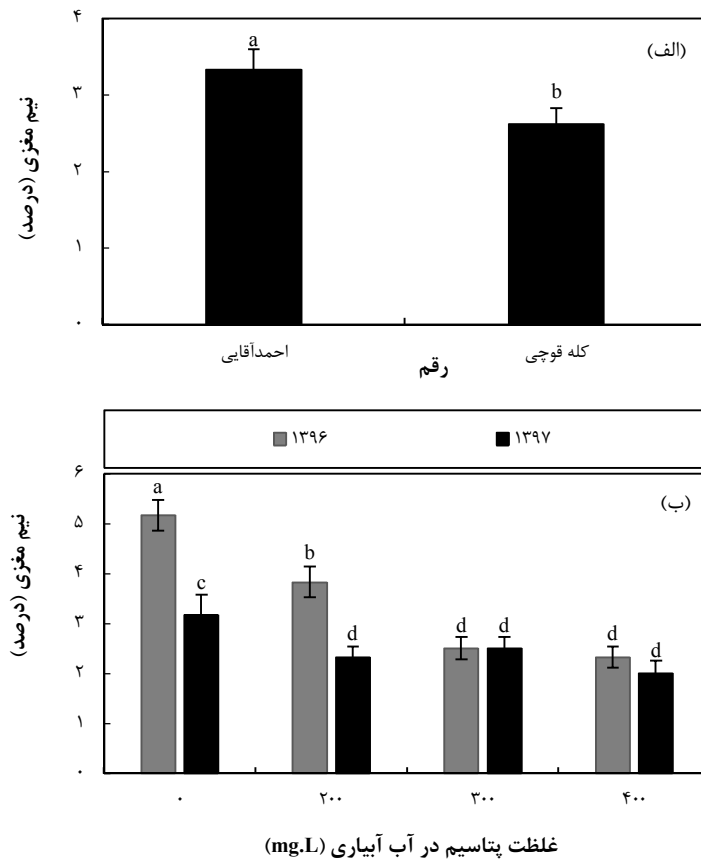 (الف)
نیم مغزی (درصد)
۴
۳
۲
۱
۰
a
b
احمدآقایی
کله قوچی
رقم
۱۳۹۶
۱۳۹۷
(ب)
نیم مغزی (درصد)
۶
۵
۴
۳
۲
۱
۰
a
c
b
d
d
d
d
d
۰
۲۰۰
۳۰۰
۴۰۰
غلظت پتاسیم در آب آبیاری (mg.L)